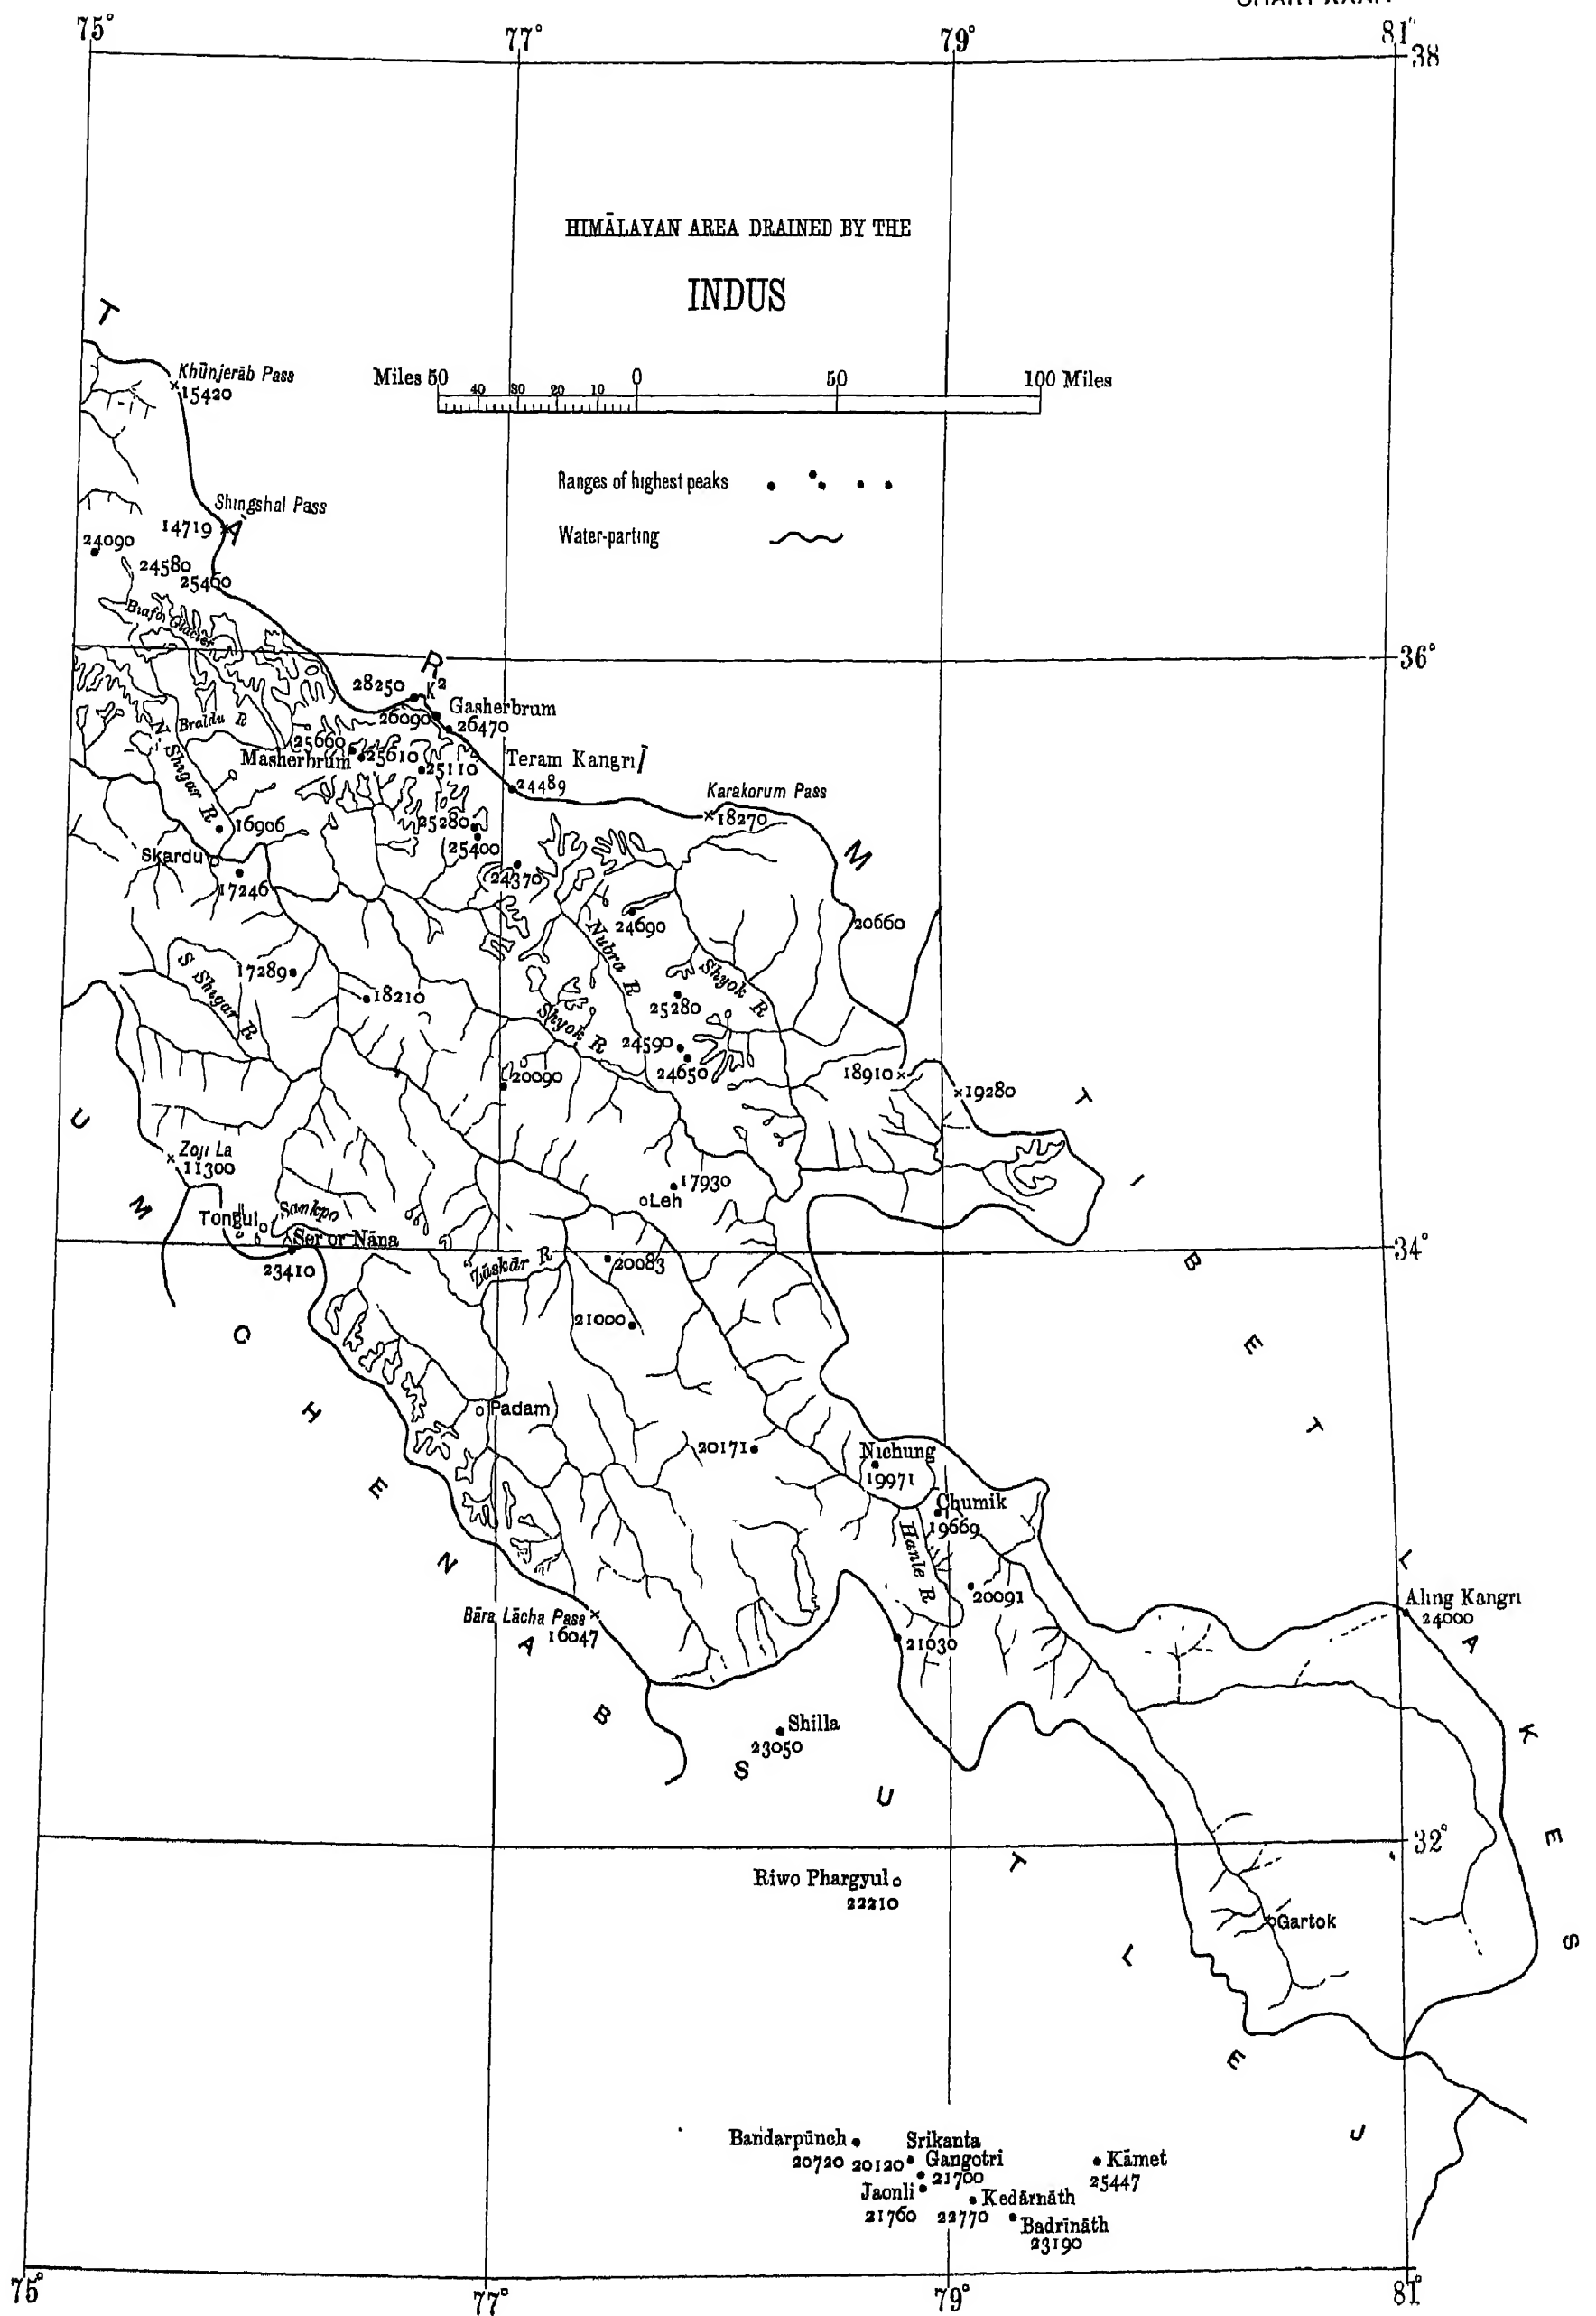 75°
77°
79°
81°
38
HIMĀLAYAN AREA DRAINED BY THE
INDUS
T
Khūnjerāb Pass
15420
Miles 50 40 30 20 10 0 50 100 Miles
Ranges of highest peaks
Water-parting
Shingshal Pass
14719
A
24090
24580
25460
Biafo Glacier
36°
R
28250
K²
Gasherbrum
26090
26470
Braldu R
N. Shigar R
25660
Masherbrum
25610
25110
Teram Kangri
24489
Karakorum Pass
18270
16906
25280
25400
Skardu
17246
24370
M
24690
20660
Nubra R
Shyok R
S Shigar R
17289
18210
25280
Shyok R
24590
24650
20090
18910
19280
T
U
Zoji La
11300
17930
Leh
I
M
Tongul
Sankpo
Ser or Nāna
23410
34°
Zāskār R
20083
B
21000
C
E
H
Padam
T
20171
Nichung
19971
E
Chumik
19669
Hanle R
N
20091
L
Aling Kangri
24000
Bāra Lācha Pass
16047
A
21030
A
B
Shilla
23050
S
K
U
32°
E
T
Riwo Phargyul
22210
Gartok
S
L
E
J
Bandarpūnch
20720
Srikanta
20120
Gangotri
21700
Kāmet
25447
Jaonli
21760
Kedārnāth
22770
Badrīnāth
23190
75°
77°
79°
81°